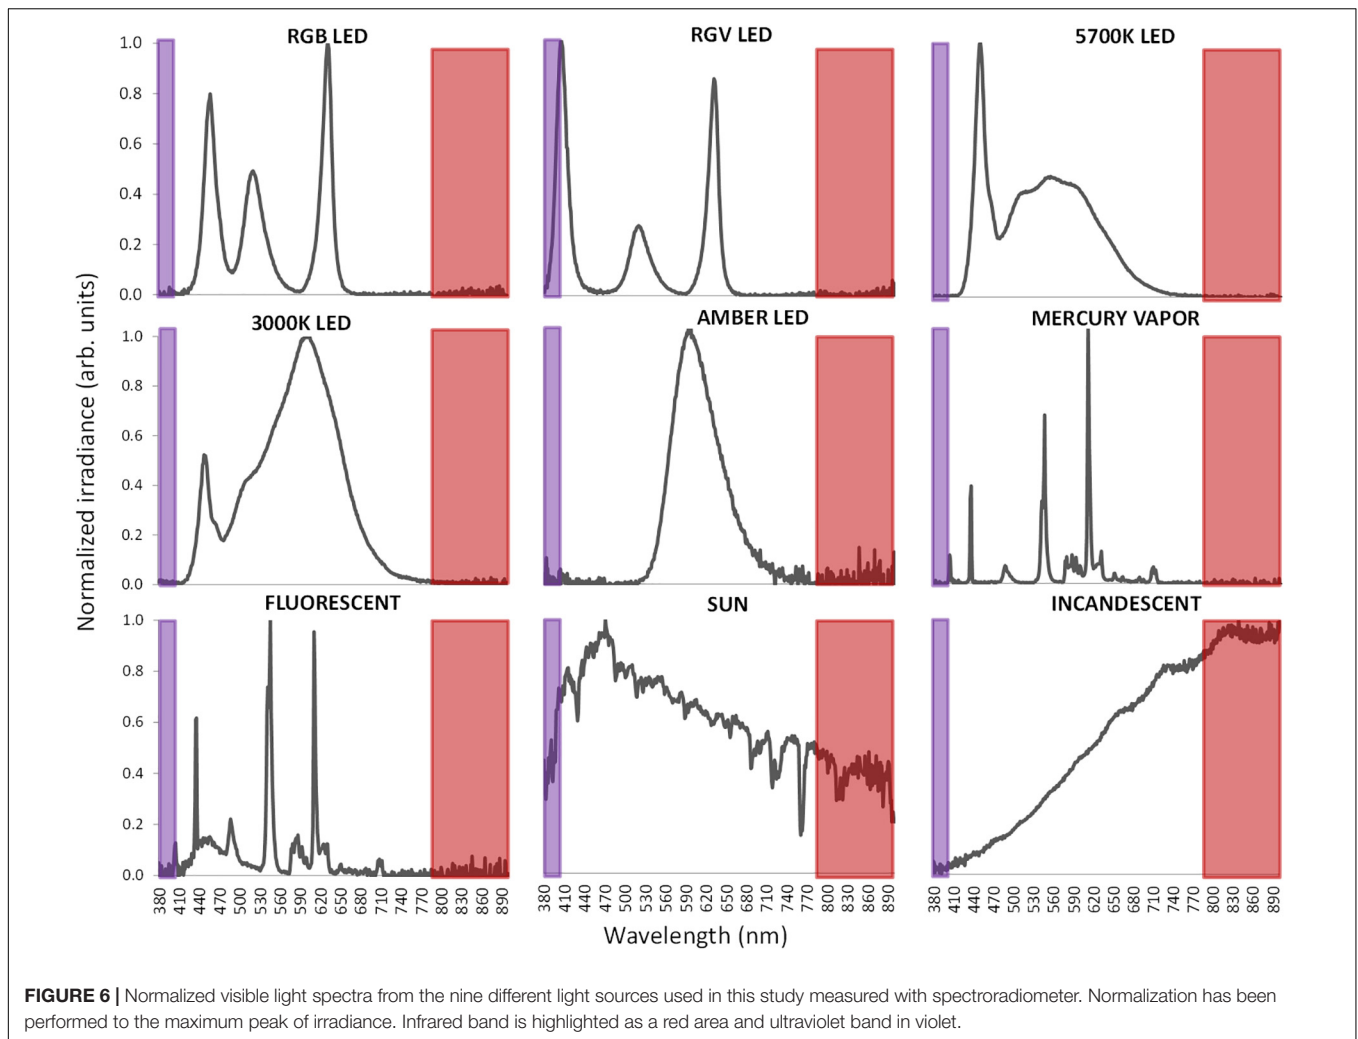 RGB LED
RGV LED
5700K LED
1.0
0.8
0.6
0.4
0.2
0.0
3000K LED
AMBER LED
MERCURY VAPOR
1.0
0.8
0.6
0.4
0.2
0.0
FLUORESCENT
SUN
INCANDESCENT
1.0
0.8
0.6
0.4
0.2
0.0
Normalized irradiance (arb. units)
380 410 440 470 500 530 560 590 620 650 680 710 740 770 800 830 860 890
380 410 440 470 500 530 560 590 620 650 680 710 740 770 800 830 860 890
380 410 440 470 500 530 560 590 620 650 680 710 740 770 800 830 860 890
Wavelength (nm)
FIGURE 6 | Normalized visible light spectra from the nine different light sources used in this study measured with spectroradiometer. Normalization has been
performed to the maximum peak of irradiance. Infrared band is highlighted as a red area and ultraviolet band in violet.